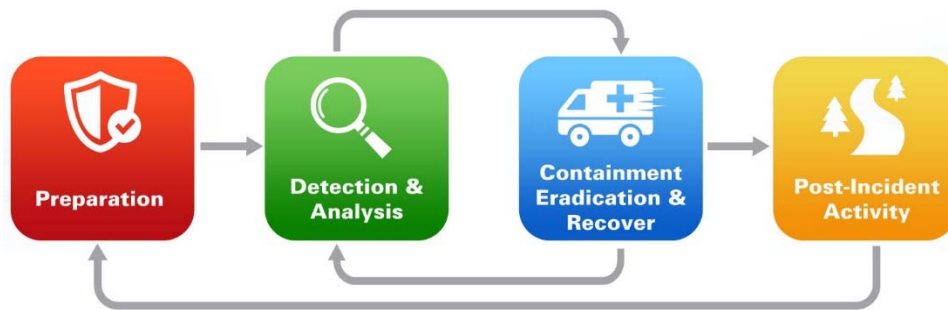 Preparation
Detection &
Analysis
Containment
Eradication &
Recover
Post-Incident
Activity